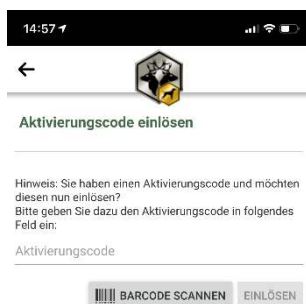 14:57
Aktivierungscode einlösen
Hinweis: Sie haben einen Aktivierungscode und möchten
diesen nun einlösen?
Bitte geben Sie dazu den Aktivierungscode in folgendes
Feld ein:
Aktivierungscode
BARCODE SCANNEN EINLÖSEN